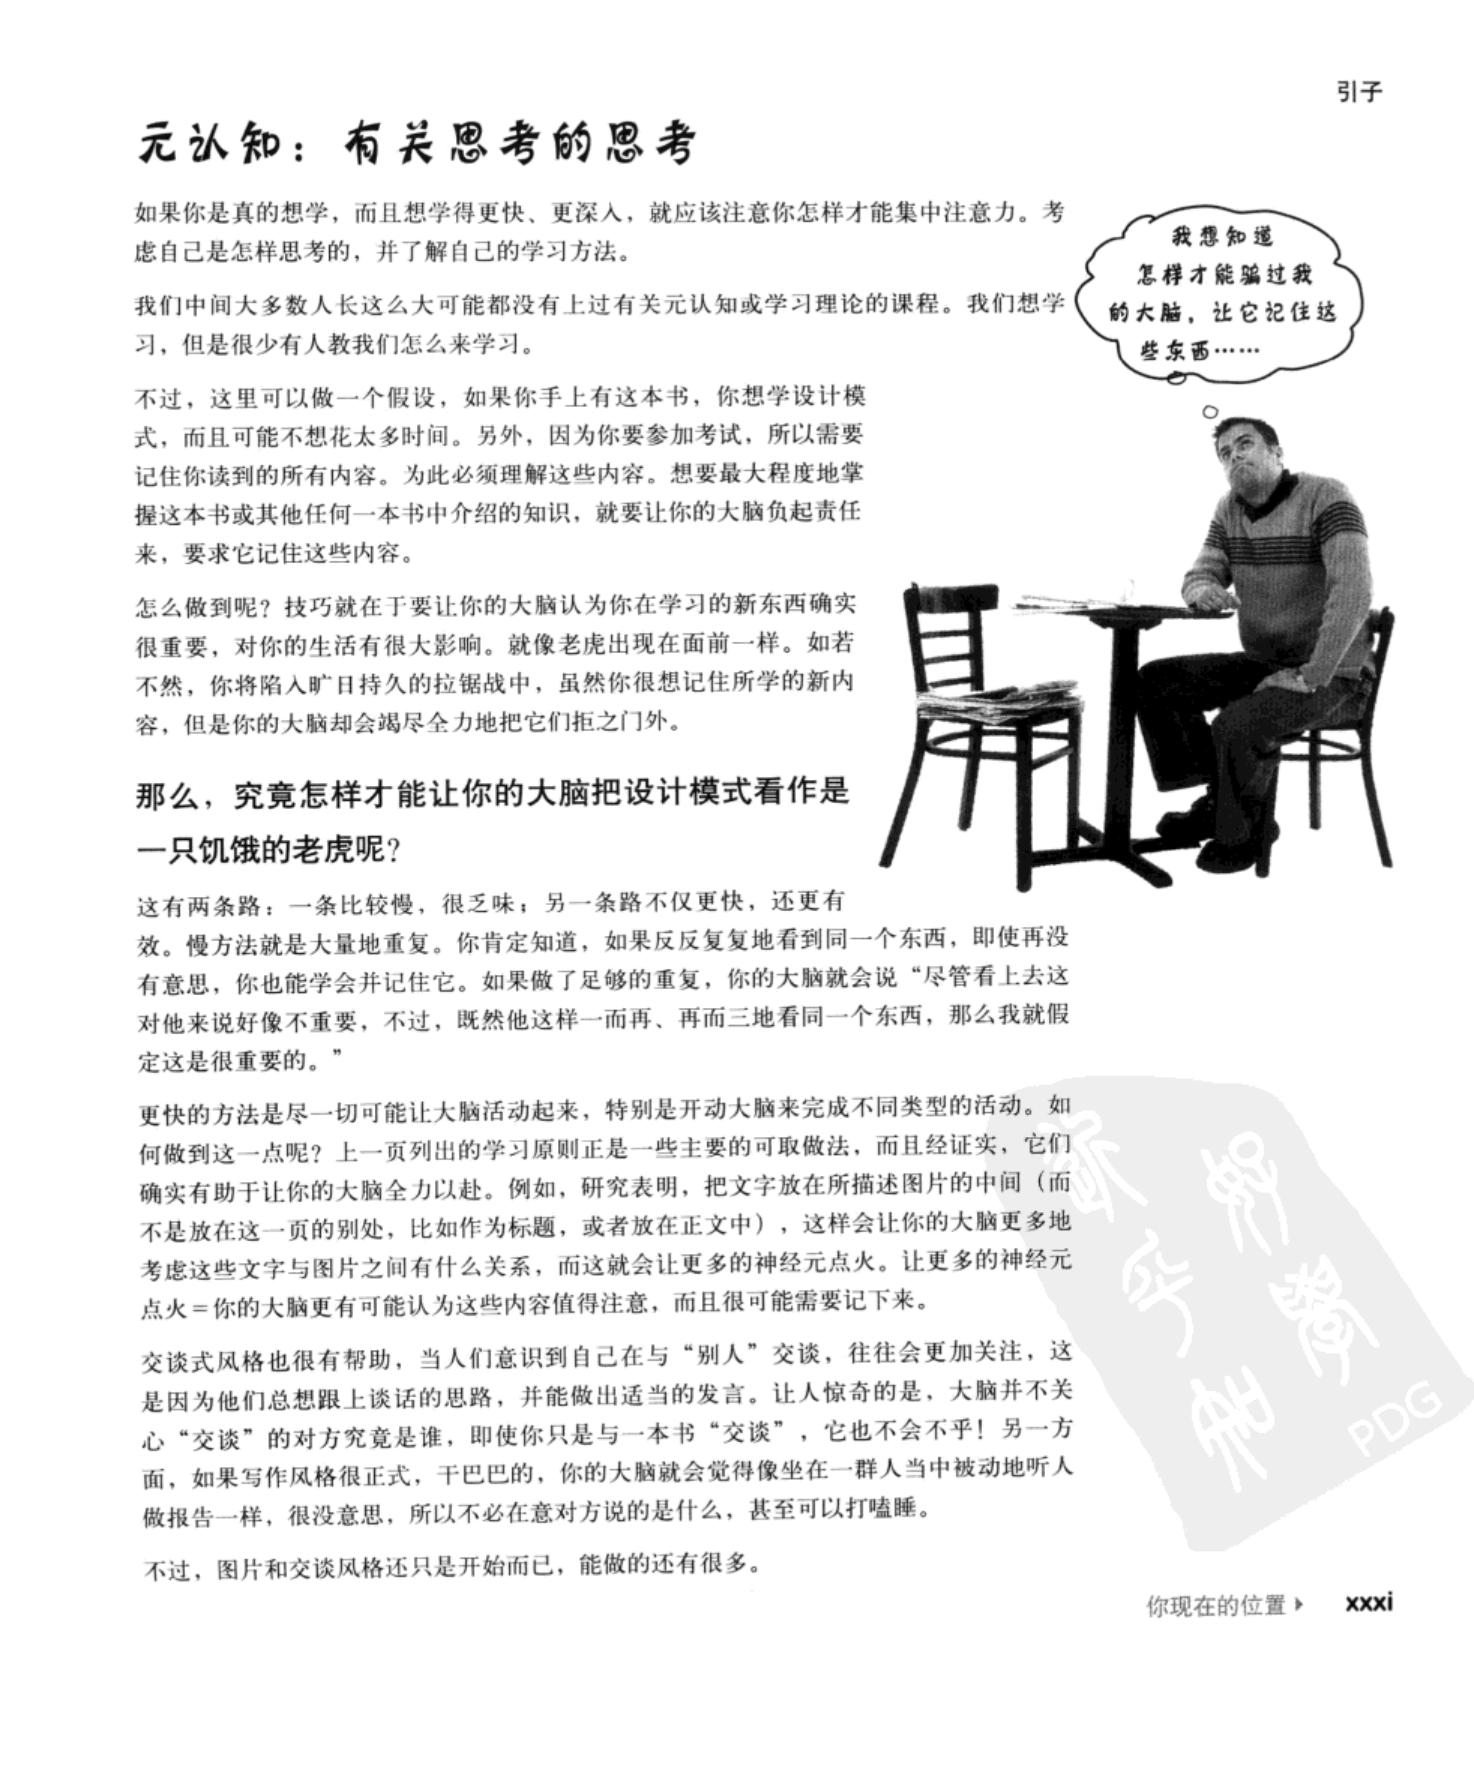 引子
元认知：有关思考的思考
如果你是真的想学，而且想学得更快、更深入，就应该注意你怎样才能集中注意力。考
虑自己是怎样思考的，并了解自己的学习方法。
我们中间大多数人长这么大可能都没有上过有关元认知或学习理论的课程。我们想学
习，但是很少有人教我们怎么来学习。
我想知道
怎样才能骗过我
的大脑，让它记住这
些东西……
不过，这里可以做一个假设，如果你手上有这本书，你想学设计模
式，而且可能不想花太多时间。另外，因为你要参加考试，所以需要
记住你读到的所有内容。为此必须理解这些内容。想要最大程度地掌
握这本书或其他任何一本书中介绍的知识，就要让你的大脑负起责任
来，要求它记住这些内容。
怎么做到呢？技巧就在于要让你的大脑认为你在学习的新东西确实
很重要，对你的生活有很大影响。就像老虎出现在面前一样。如若
不然，你将陷入旷日持久的拉锯战中，虽然你很想记住所学的新内
容，但是你的大脑却会竭尽全力地把它们拒之门外。
那么，究竟怎样才能让你的大脑把设计模式看作是
一只饥饿的老虎呢？
这有两条路：一条比较慢，很乏味；另一条路不仅更快，还更有
效。慢方法就是大量地重复。你肯定知道，如果反反复复地看到同一个东西，即使再没
有意思，你也能学会并记住它。如果做了足够的重复，你的大脑就会说“尽管看上去这
对他来说好像不重要，不过，既然他这样一而再、再而三地看同一个东西，那么我就假
定这是很重要的。”
更快的方法是尽一切可能让大脑活动起来，特别是开动大脑来完成不同类型的活动。如
何做到这一点呢？上一页列出的学习原则正是一些主要的可取做法，而且经证实，它们
确实有助于让你的大脑全力以赴。例如，研究表明，把文字放在所描述图片的中间（而
不是放在这一页的别处，比如作为标题，或者放在正文中），这样会让你的大脑更多地
考虑这些文字与图片之间有什么关系，而这就会让更多的神经元点火。让更多的神经元
点火＝你的大脑更有可能认为这些内容值得注意，而且很可能需要记下来。
交谈式风格也很有帮助，当人们意识到自己在与“别人”交谈，往往会更加关注，这
是因为他们总想跟上谈话的思路，并能做出适当的发言。让人惊奇的是，大脑并不关
心“交谈”的对方究竟是谁，即使你只是与一本书“交谈”，它也不会不乎！另一方
面，如果写作风格很正式，干巴巴的，你的大脑就会觉得像坐在一群人当中被动地听人
做报告一样，很没意思，所以不必在意对方说的是什么，甚至可以打嗑睡。
不过，图片和交谈风格还只是开始而已，能做的还有很多。
PDG
你现在的位置 ▸ xxxi